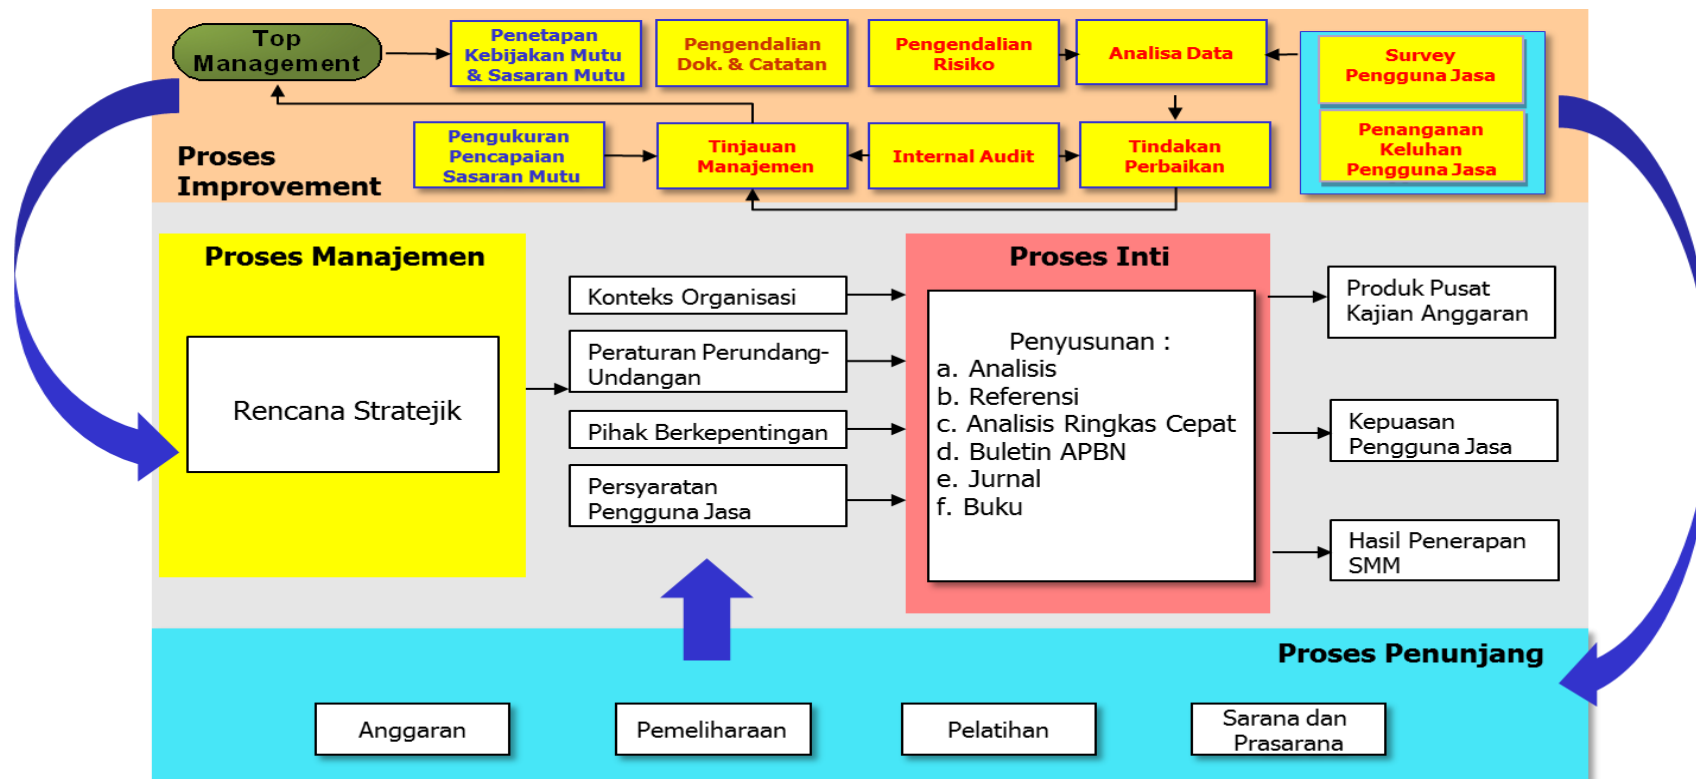 Top
Management
Penetapan
Kebijakan Mutu
& Sasaran Mutu
Pengendalian
Dok. & Catatan
Pengendalian
Risiko
Analisa Data
Survey
Pengguna Jasa
Proses
Improvement
Pengukuran
Pencapaian
Sasaran Mutu
Tinjauan
Manajemen
Internal Audit
Tindakan
Perbaikan
Penanganan
Keluhan
Pengguna Jasa
Proses Manajemen
Rencana Stratejik
Konteks Organisasi
Peraturan Perundang-
Undangan
Pihak Berkepentingan
Persyaratan
Pengguna Jasa
Proses Inti
Penyusunan :
a. Analisis
b. Referensi
c. Analisis Ringkas Cepat
d. Buletin APBN
e. Jurnal
f. Buku
Produk Pusat
Kajian Anggaran
Kepuasan
Pengguna Jasa
Hasil Penerapan
SMM
Proses Penunjang
Anggaran
Pemeliharaan
Pelatihan
Sarana dan
Prasarana